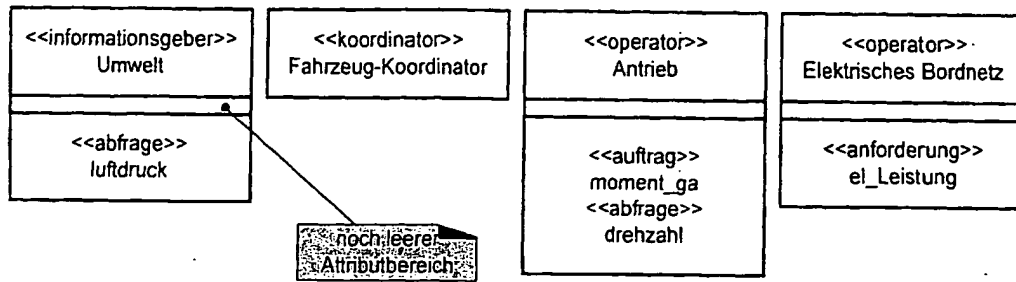 <<informationsgeber>>
Umwelt
<<abfrage>>
luftdruck
<<koordinator>>
Fahrzeug-Koordinator
<<operator>>
Antrieb
<<auftrag>>
moment_ga
<<abfrage>>
drehzahl
<<operator>>
Elektrisches Bordnetz
<<anforderung>>
el_Leistung
noch leerer
Attributbereich